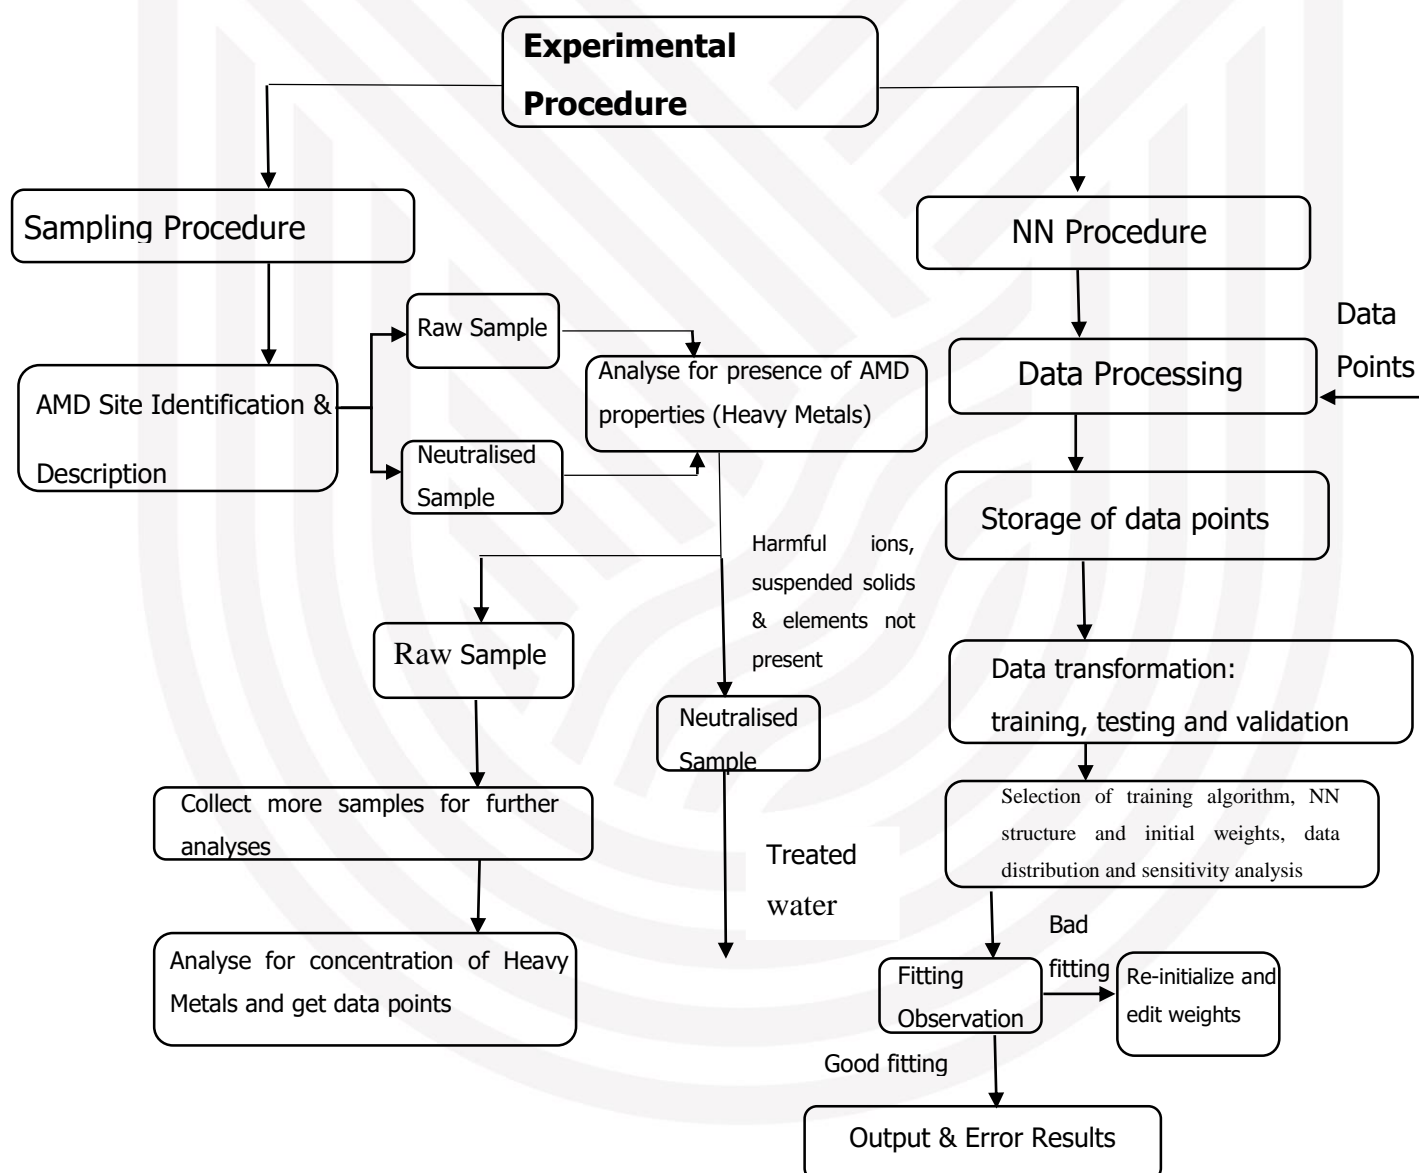 Experimental
Procedure
Sampling Procedure
NN Procedure
Raw Sample
Data
Points
AMD Site Identification &
Description
Analyse for presence of AMD
properties (Heavy Metals)
Data Processing
Neutralised
Sample
Storage of data points
Harmful ions,
suspended solids
& elements not
present
Raw Sample
Neutralised
Sample
Data transformation:
training, testing and validation
Collect more samples for further
analyses
Selection of training algorithm, NN
structure and initial weights, data
distribution and sensitivity analysis
Treated
water
Analyse for concentration of Heavy
Metals and get data points
Bad
fitting
Fitting
Observation
Re-initialize and
edit weights
Good fitting
Output & Error Results